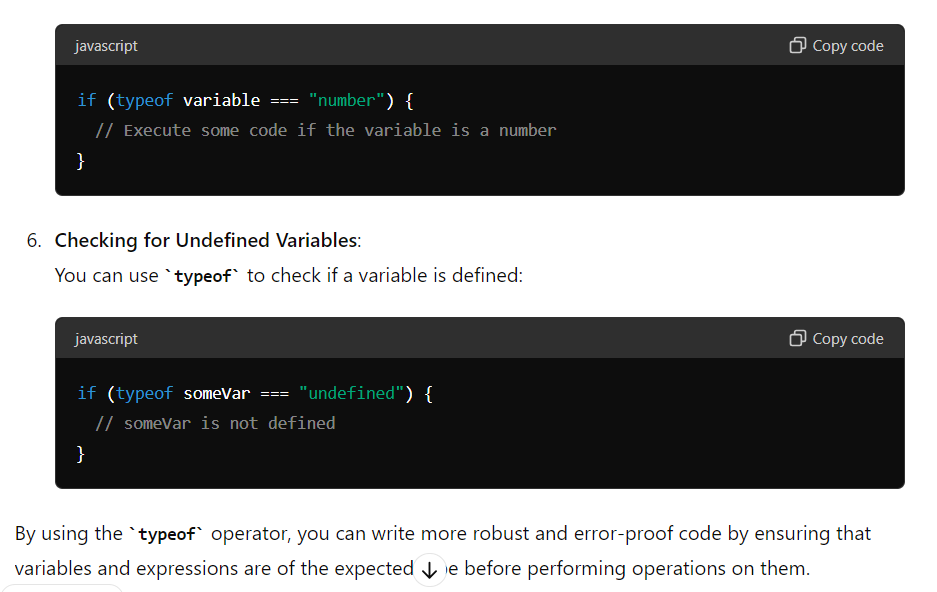 javascript
Copy code
if (typeof variable === "number") {
// Execute some code if the variable is a number
}
6. Checking for Undefined Variables:
You can use `typeof` to check if a variable is defined:
javascript
Copy code
if (typeof someVar === "undefined") {
// someVar is not defined
}
By using the `typeof` operator, you can write more robust and error-proof code by ensuring that
variables and expressions are of the expected before performing operations on them.